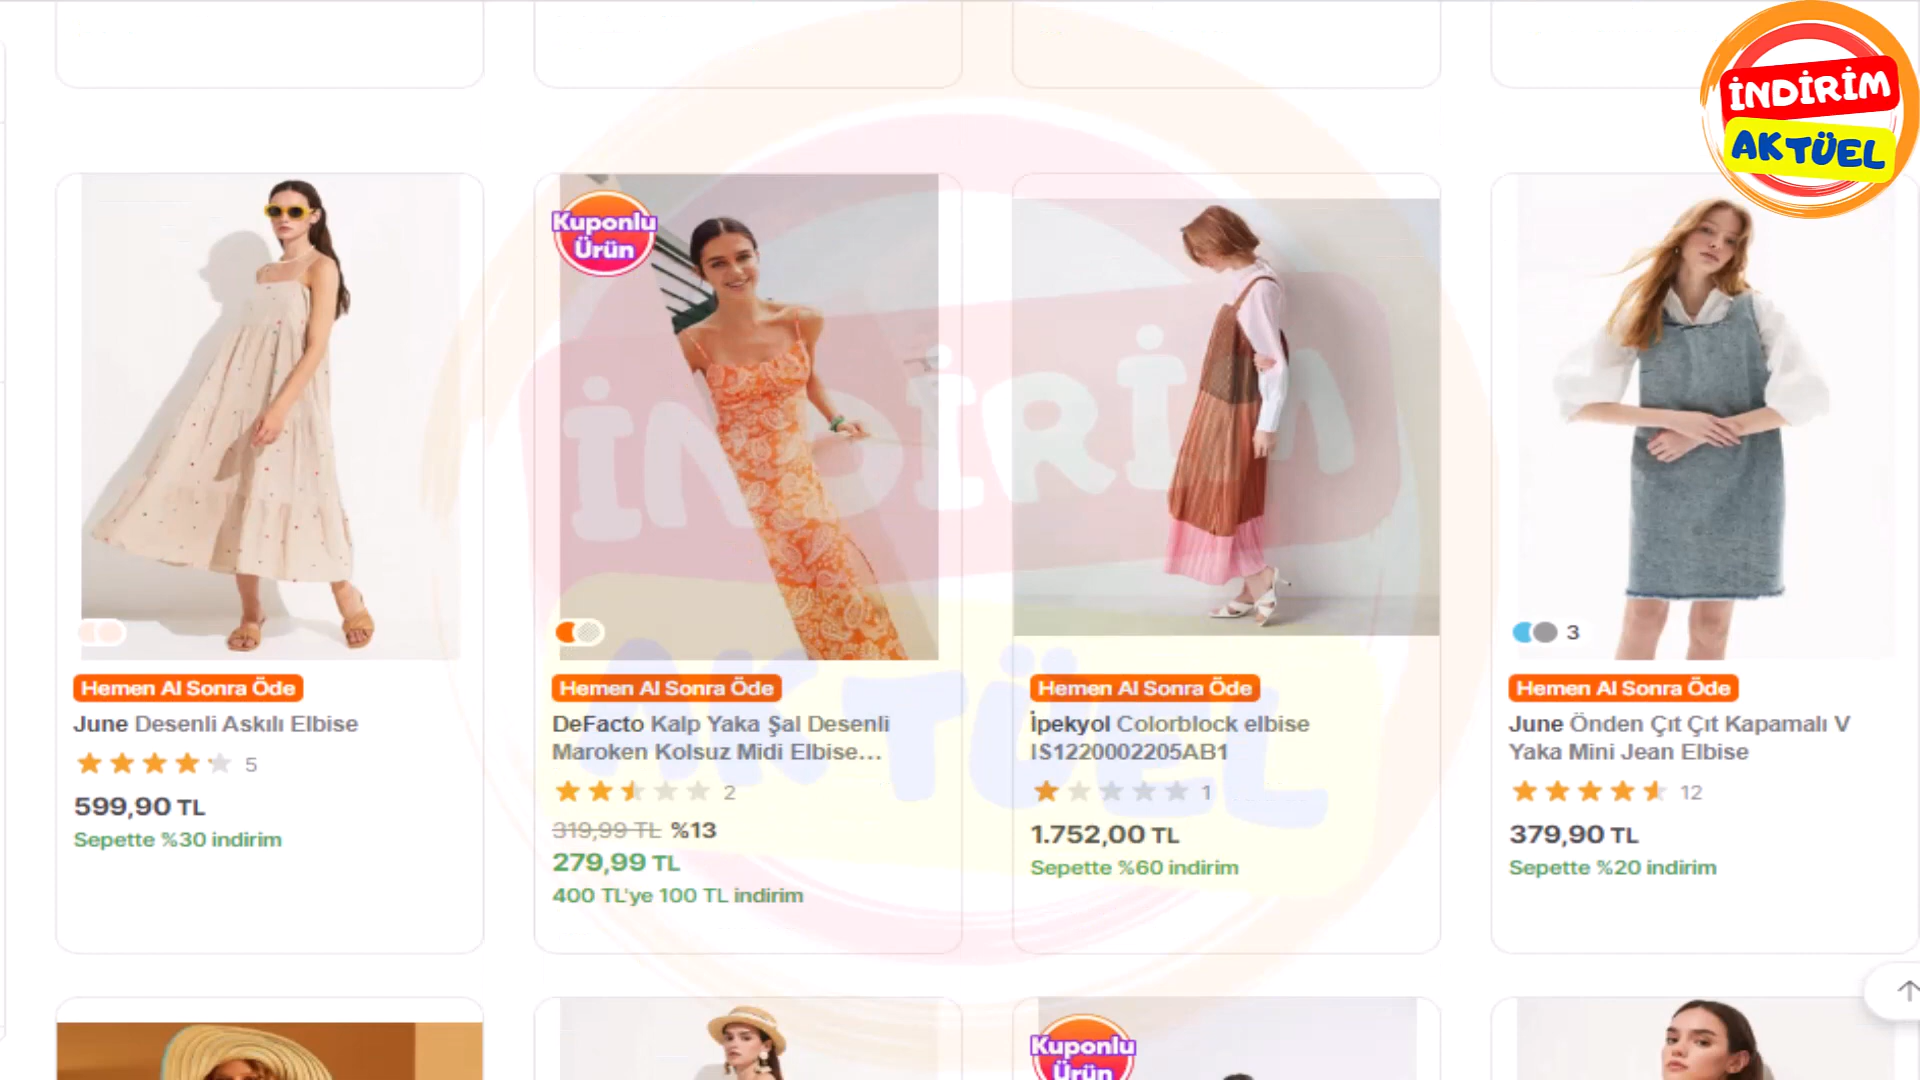 İNDİRİM
AKTÜEL
Kuponlu
Ürün
İNDİRİM
AKTÜEL
3
Hemen Al Sonra Öde
June Desenli Askılı Elbise
5
599,90 TL
Sepette %30 indirim
Hemen Al Sonra Öde
DeFacto Kalp Yaka Şal Desenli
Maroken Kolsuz Midi Elbise...
2
319,99 TL %13
279,99 TL
400 TL'ye 100 TL indirim
Hemen Al Sonra Öde
İpekyol Colorblock elbise
IS1220002205AB1
1
1.752,00 TL
Sepette %60 indirim
Hemen Al Sonra Öde
June Önden Çıt Çıt Kapamalı V
Yaka Mini Jean Elbise
12
379,90 TL
Sepette %20 indirim
Kuponlu
Ürün